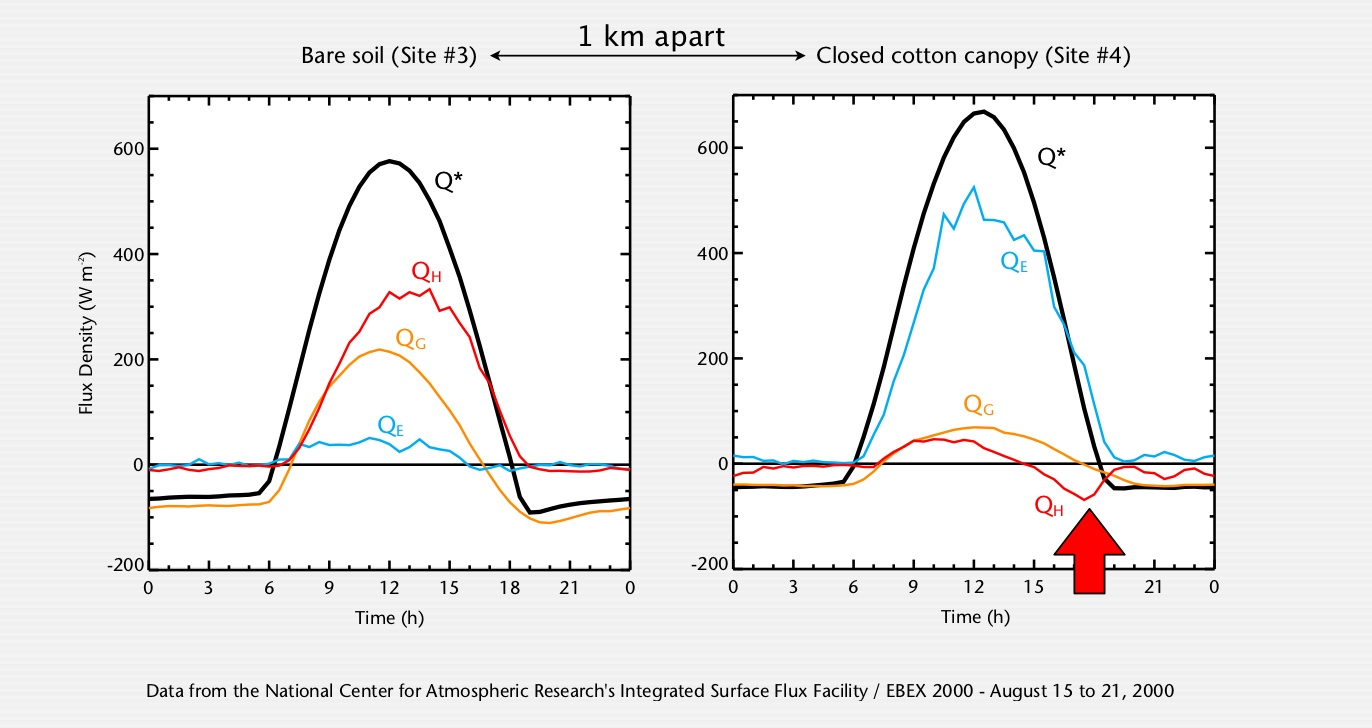 1 km apart
Bare soil (Site #3)
Closed cotton canopy (Site #4)
Flux Density (W m⁻²)
600
400
200
0
-200
Q*
QH
QG
QE
0 3 6 9 12 15 18 21 0
Time (h)
600
400
200
0
-200
Q*
QE
QG
QH
0 3 6 9 12 15 21 0
Time (h)
Data from the National Center for Atmospheric Research's Integrated Surface Flux Facility / EBEX 2000 - August 15 to 21, 2000